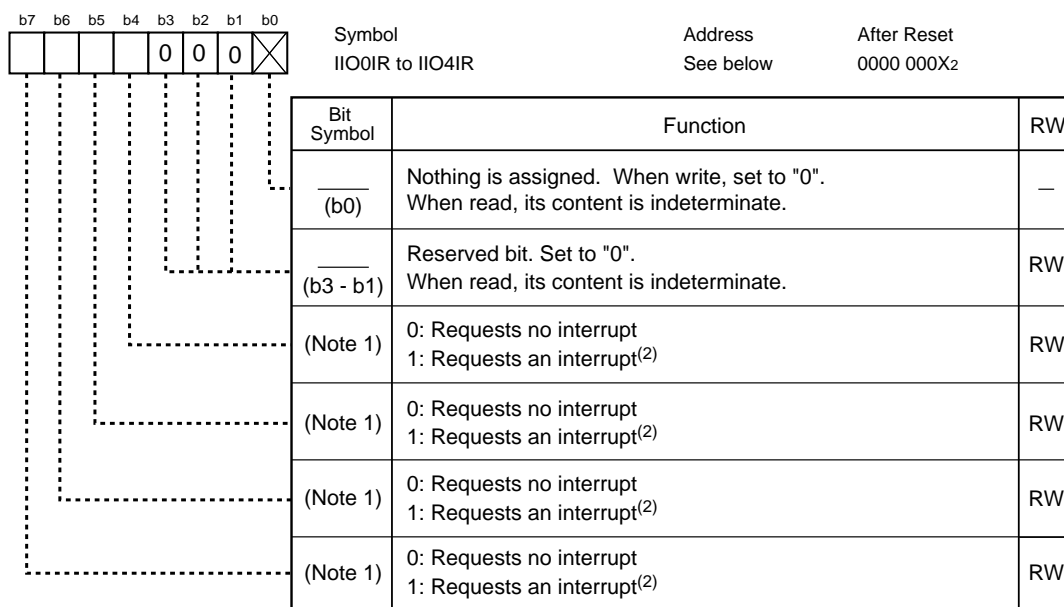 b7 b6 b5 b4 b3 b2 b1 b0
0 0 0
Symbol Address After Reset
IIO0IR to IIO4IR See below 0000 000X2
Bit Symbol Function RW
(b0) Nothing is assigned. When write, set to "0". —
When read, its content is indeterminate.
(b3 - b1) Reserved bit. Set to "0". RW
When read, its content is indeterminate.
(Note 1) 0: Requests no interrupt RW
1: Requests an interrupt(2)
(Note 1) 0: Requests no interrupt RW
1: Requests an interrupt(2)
(Note 1) 0: Requests no interrupt RW
1: Requests an interrupt(2)
(Note 1) 0: Requests no interrupt RW
1: Requests an interrupt(2)